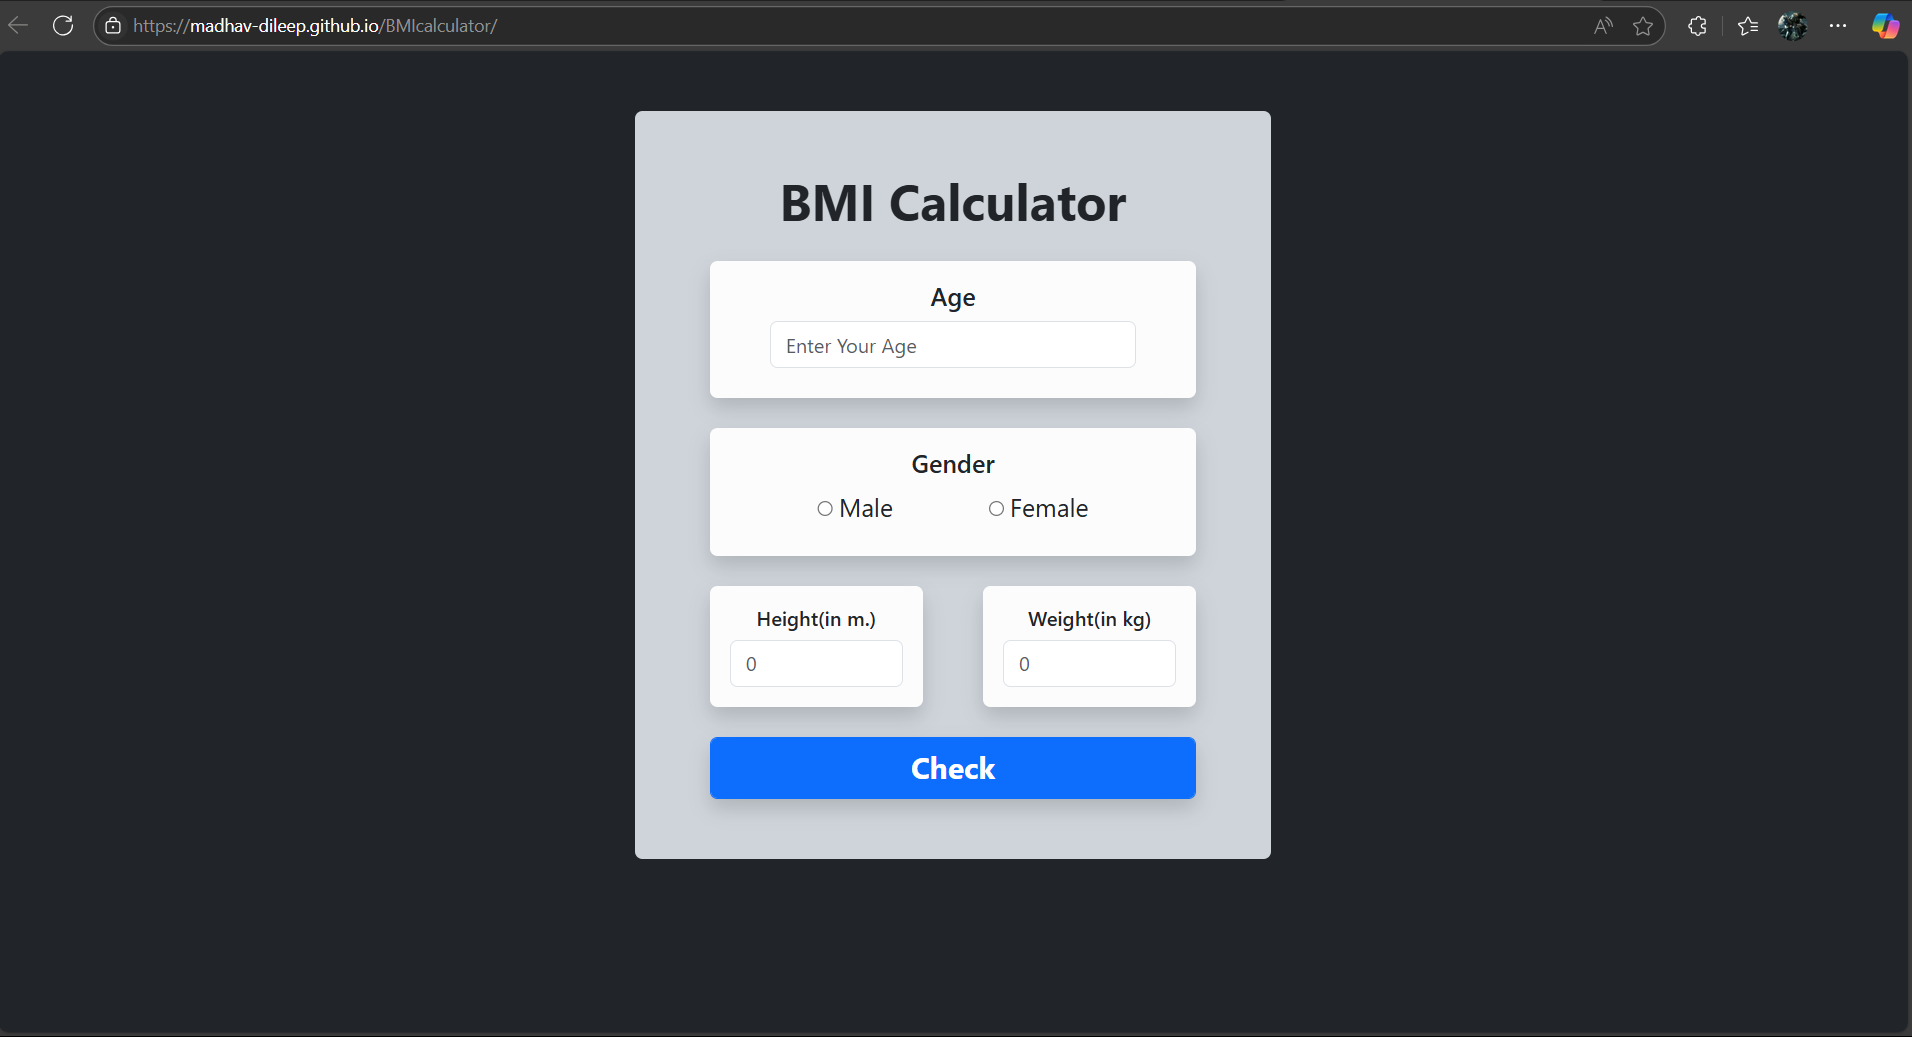 https://madhav-dileep.github.io/BMIcalculator/
BMI Calculator
Age
Enter Your Age
Gender
Male Female
Height(in m.) Weight(in kg)
0 0
Check